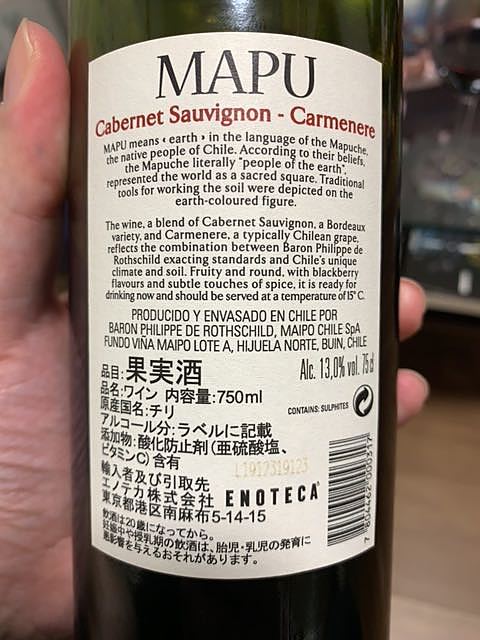 MAPU
Cabernet Sauvignon - Carmenere
MAPU means ‹ earth › in the language of the Mapuche,
the native people of Chile. According to their beliefs,
the Mapuche literally "people of the earth",
represented the world as a sacred square. Traditional
tools for working the soil were depicted on the
earth-coloured figure.
The wine, a blend of Cabernet Sauvignon, a Bordeaux
variety, and Carmenere, a typically Chilean grape,
reflects the combination between Baron Philippe de
Rothschild exacting standards and Chile's unique
climate and soil. Fruity and round, with blackberry
flavours and subtle touches of spice, it is ready for
drinking now and should be served at a temperature of 15° C.
PRODUCIDO Y ENVASADO EN CHILE POR
BARON PHILIPPE DE ROTHSCHILD, MAIPO CHILE SpA
FUNDO VIÑA MAIPO LOTE A, HIJUELA NORTE, BUIN, CHILE
品目:果実酒
Alc. 13,0% vol. 75 cl
品名:ワイン 内容量:750ml
原産国名:チリ
CONTAINS: SULPHITES
アルコール分:ラベルに記載
添加物:酸化防止剤(亜硫酸塩、
ビタミンC)含有
L1912319123
輸入者及び引取先
エノテカ株式会社 ENOTECA
東京都港区南麻布5-14-15
飲酒は20歳になってから。
妊娠中や授乳期の飲酒は、胎児・乳児の発育に
悪影響を与えるおそれがあります。
7 804462 000317